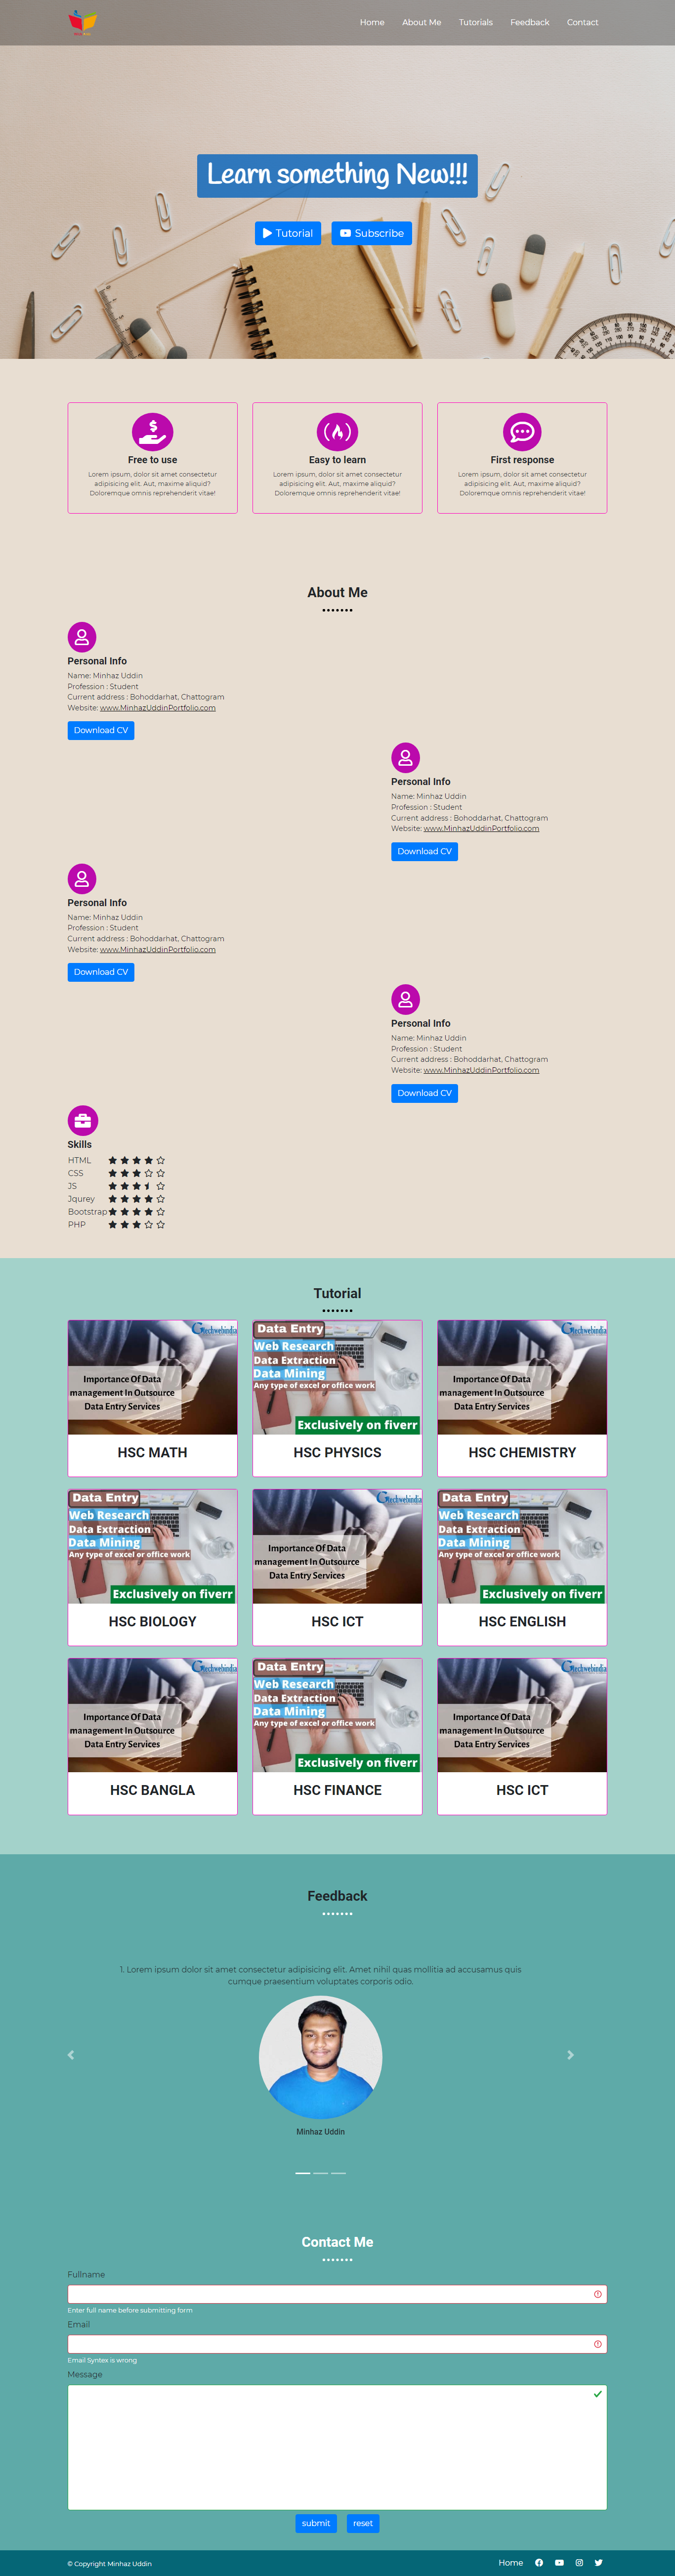 Home About Me Tutorials Feedback Contact
Learn something New!!!
Tutorial Subscribe
Free to use
Lorem ipsum, dolor sit amet consectetur
adipisicing elit. Aut, maxime aliquid?
Doloremque omnis reprehenderit vitae!
Easy to learn
Lorem ipsum, dolor sit amet consectetur
adipisicing elit. Aut, maxime aliquid?
Doloremque omnis reprehenderit vitae!
First response
Lorem ipsum, dolor sit amet consectetur
adipisicing elit. Aut, maxime aliquid?
Doloremque omnis reprehenderit vitae!
About Me
Personal Info
Name: Minhaz Uddin
Profession : Student
Current address : Bohoddarhat, Chattogram
Website: www.MinhazUddinPortfolio.com
Download CV
Personal Info
Name: Minhaz Uddin
Profession : Student
Current address : Bohoddarhat, Chattogram
Website: www.MinhazUddinPortfolio.com
Download CV
Personal Info
Name: Minhaz Uddin
Profession : Student
Current address : Bohoddarhat, Chattogram
Website: www.MinhazUddinPortfolio.com
Download CV
Personal Info
Name: Minhaz Uddin
Profession : Student
Current address : Bohoddarhat, Chattogram
Website: www.MinhazUddinPortfolio.com
Download CV
Skills
HTML
CSS
JS
Jqurey
Bootstrap
PHP
Tutorial
Importance Of Data
management In Outsource
Data Entry Services
HSC MATH
Data Entry
Web Research
Data Extraction
Data Mining
Any type of excel or office work
Exclusively on fiverr
HSC PHYSICS
Importance Of Data
management In Outsource
Data Entry Services
HSC CHEMISTRY
Data Entry
Web Research
Data Extraction
Data Mining
Any type of excel or office work
Exclusively on fiverr
HSC BIOLOGY
Importance Of Data
management In Outsource
Data Entry Services
HSC ICT
Data Entry
Web Research
Data Extraction
Data Mining
Any type of excel or office work
Exclusively on fiverr
HSC ENGLISH
Importance Of Data
management In Outsource
Data Entry Services
HSC BANGLA
Data Entry
Web Research
Data Extraction
Data Mining
Any type of excel or office work
Exclusively on fiverr
HSC FINANCE
Importance Of Data
management In Outsource
Data Entry Services
HSC ICT
Feedback
1. Lorem ipsum dolor sit amet consectetur adipisicing elit. Amet nihil quas mollitia ad accusamus quis
cumque praesentium voluptates corporis odio.
Minhaz Uddin
Contact Me
Fullname
Enter full name before submitting form
Email
Email Syntex is wrong
Message
submit reset
© Copyright Minhaz Uddin
Home